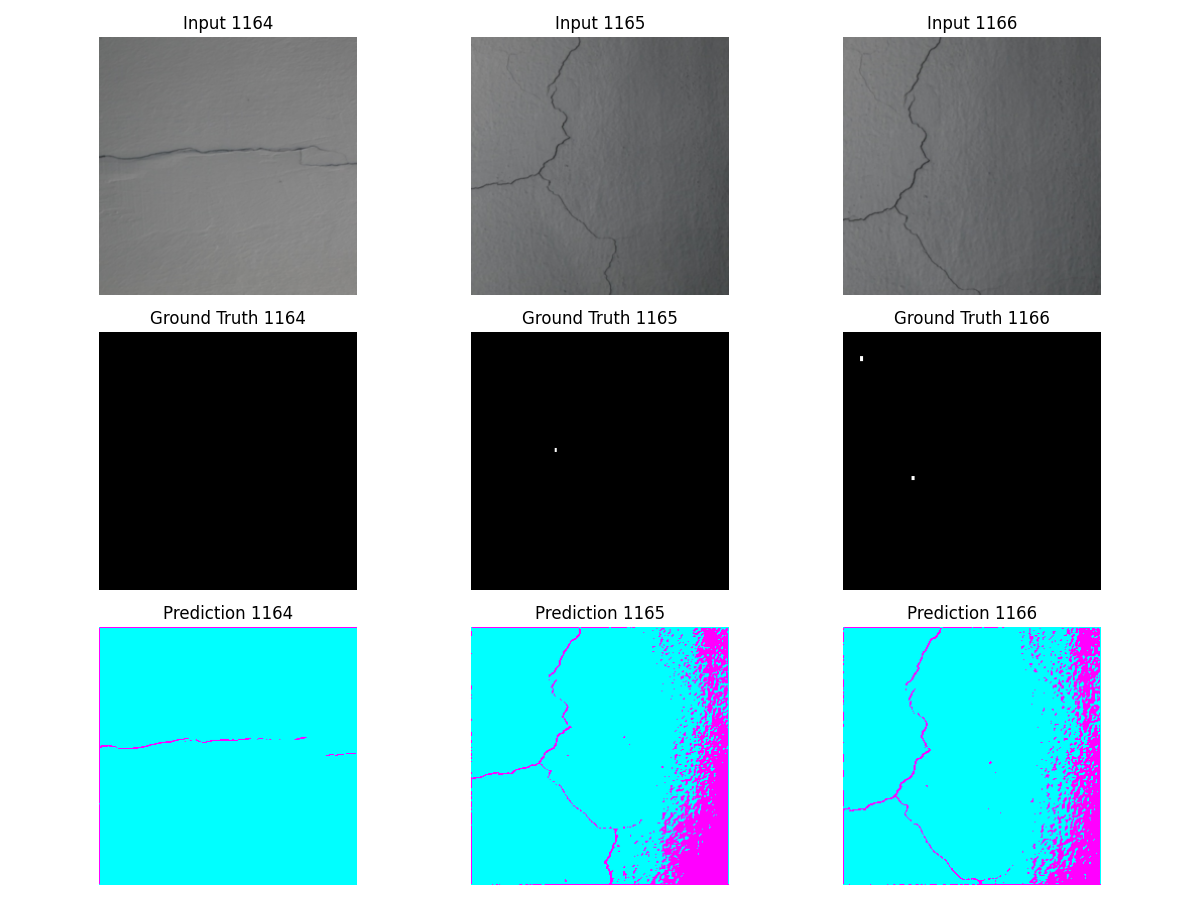 Input 1164
Input 1165
Input 1166
Ground Truth 1164
Ground Truth 1165
Ground Truth 1166
Prediction 1164
Prediction 1165
Prediction 1166